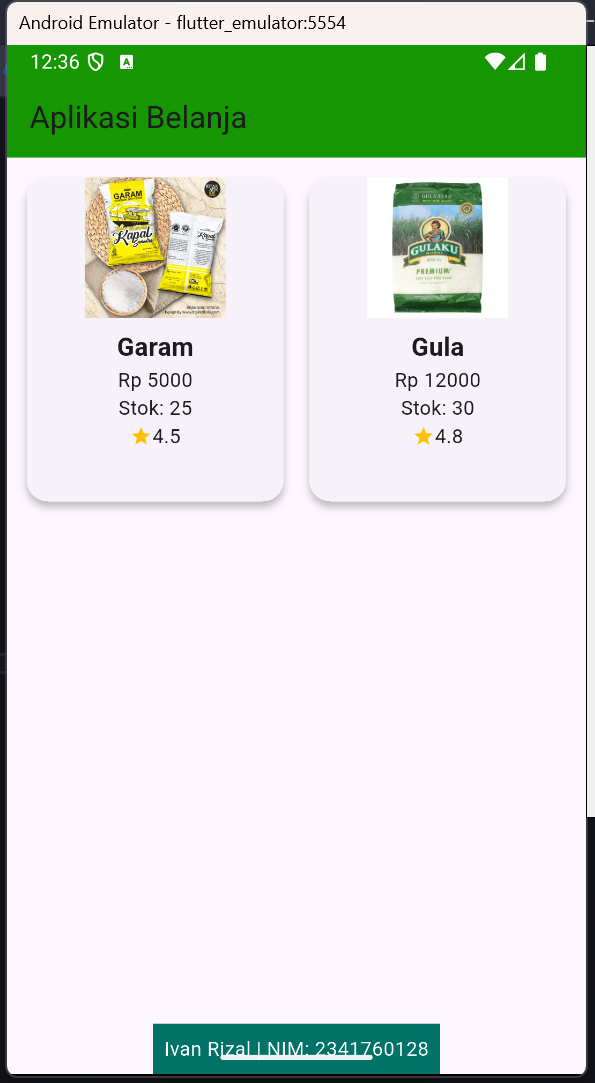 Android Emulator - flutter_emulator:5554
12:36
A
Aplikasi Belanja
GARAM
Kapal
GULAKU
PREMIUM
Garam
Gula
Rp 5000
Rp 12000
Stok: 25
Stok: 30
4.5
4.8
Ivan Rizal | NIM: 2341760128